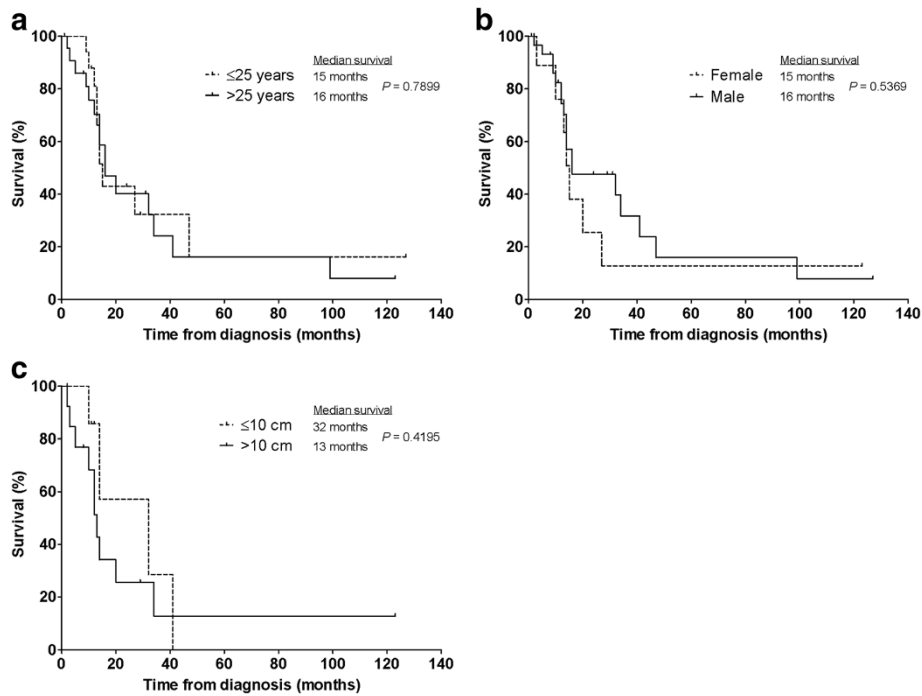 a
Survival (%)
100
80
60
40
20
0
Median survival
≤25 years 15 months
>25 years 16 months
P = 0.7899
0 20 40 60 80 100 120 140
Time from diagnosis (months)
b
Survival (%)
100
80
60
40
20
0
Median survival
Female 15 months
Male 16 months
P = 0.5369
0 20 40 60 80 100 120 140
Time from diagnosis (months)
c
Survival (%)
100
80
60
40
20
0
Median survival
≤10 cm 32 months
>10 cm 13 months
P = 0.4195
0 20 40 60 80 100 120 140
Time from diagnosis (months)